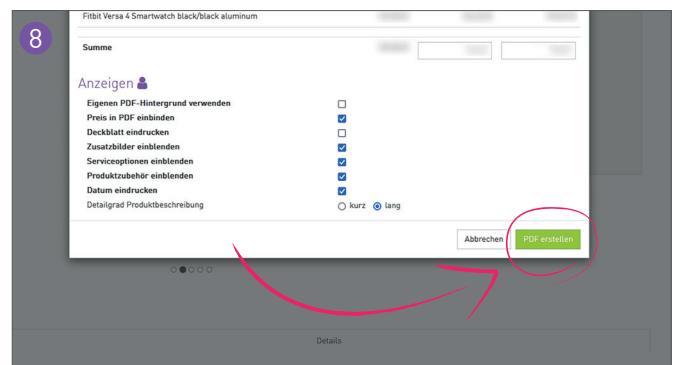 8
Fitbit Versa 4 Smartwatch black/black aluminum
Summe
Anzeigen
Eigenen PDF-Hintergrund verwenden
Preis in PDF einbinden
Deckblatt eindrucken
Zusatzbilder einblenden
Serviceoptionen einblenden
Produktzubehör einblenden
Datum eindrucken
Detailgrad Produktbeschreibung kurz lang
Abbrechen PDF erstellen
Details